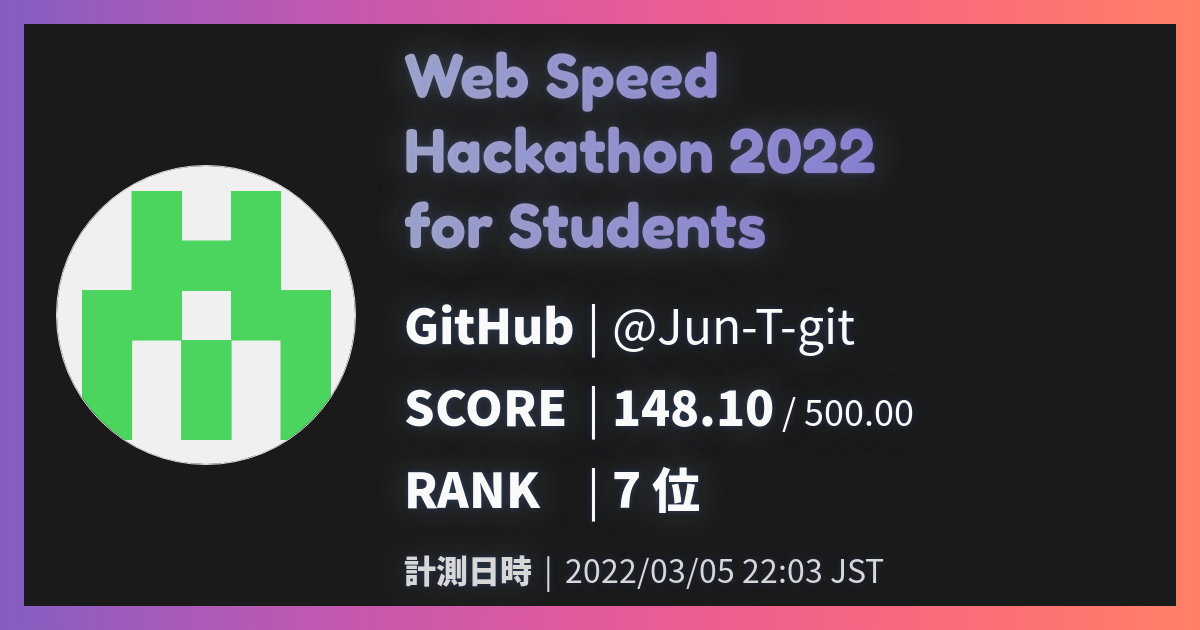 Web Speed
Hackathon 2022
for Students
GitHub | @Jun-T-git
SCORE | 148.10 / 500.00
RANK | 7 位
計測日時 | 2022/03/05 22:03 JST